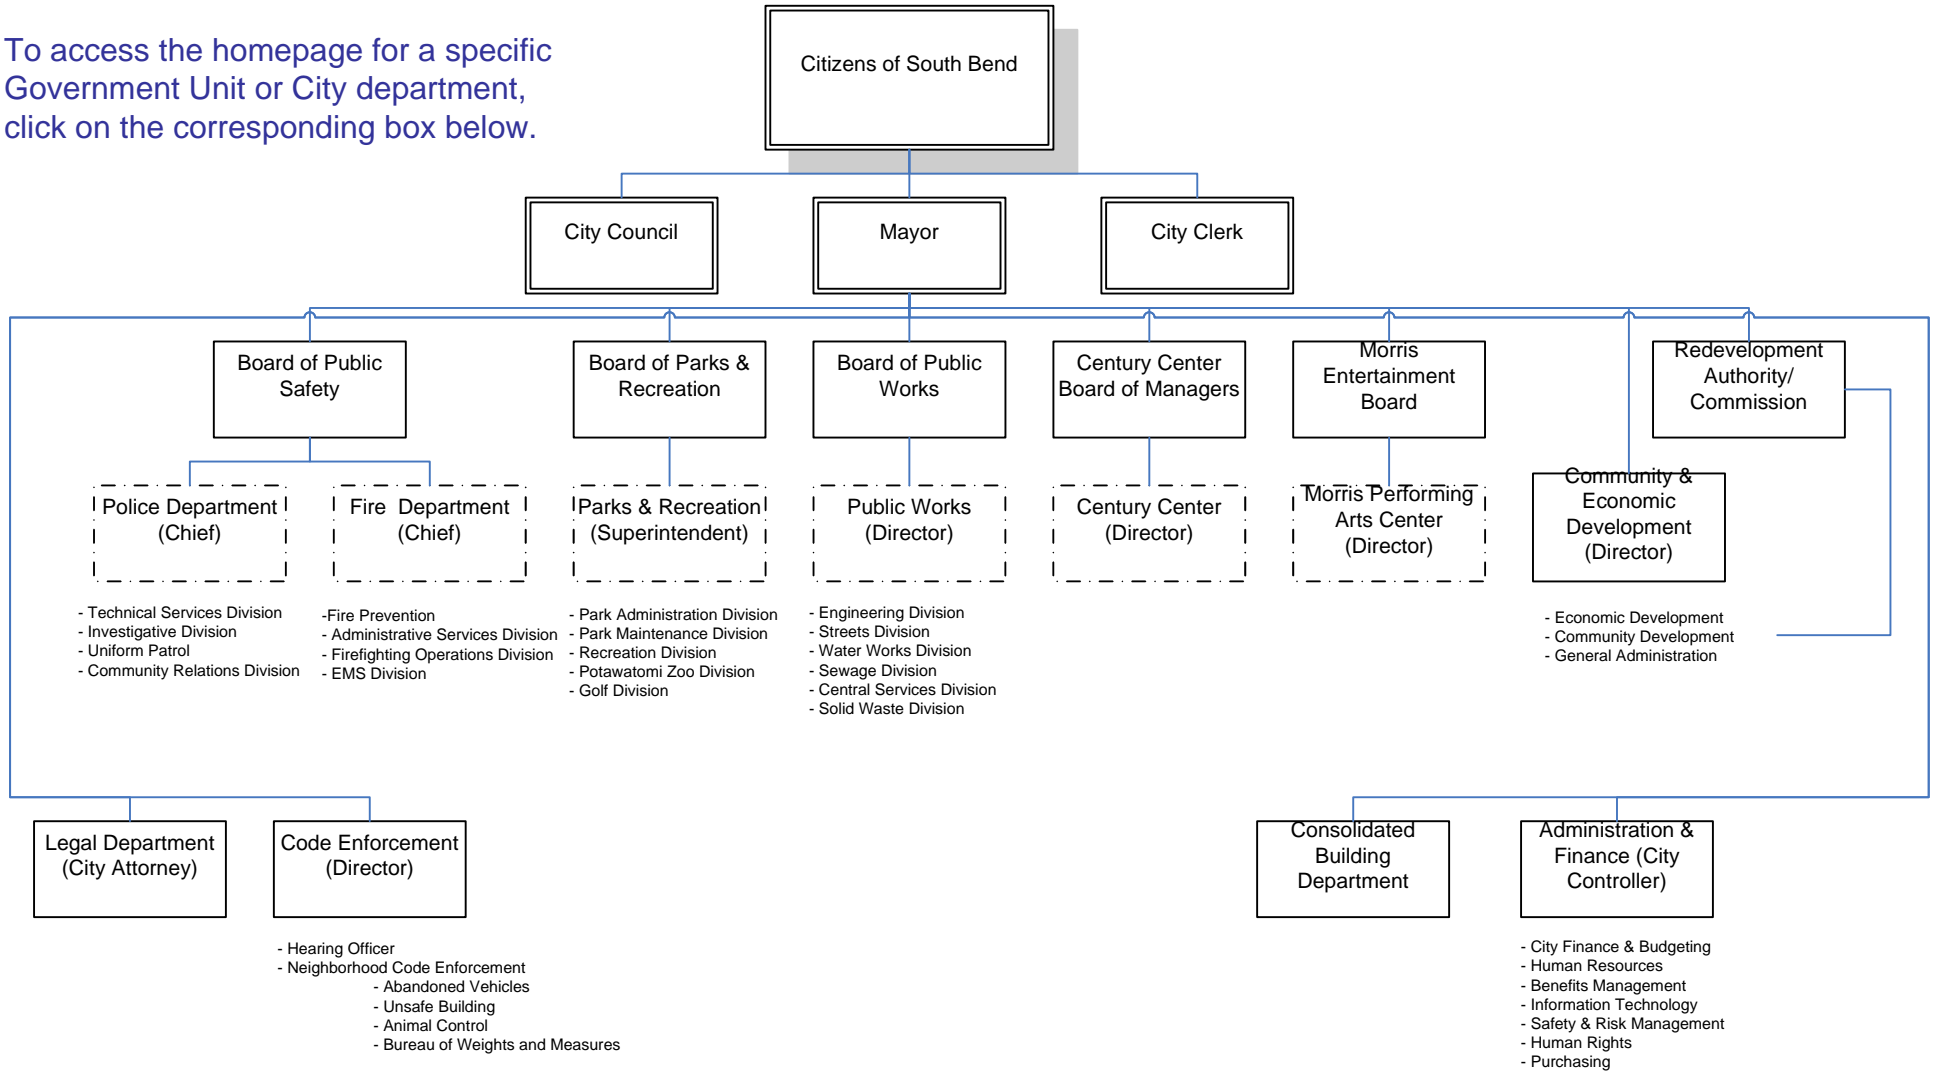 To access the homepage for a specific
Government Unit or City department,
click on the corresponding box below.
Citizens of South Bend
City Council
Mayor
City Clerk
Board of Public
Safety
Board of Parks &
Recreation
Board of Public
Works
Century Center
Board of Managers
Morris
Entertainment
Board
Redevelopment
Authority/
Commission
Police Department
(Chief)
Fire  Department
(Chief)
Parks & Recreation
(Superintendent)
Public Works
(Director)
Century Center
(Director)
Morris Performing
Arts Center
(Director)
Community &
Economic
Development
(Director)
- Technical Services Division
- Investigative Division
- Uniform Patrol
- Community Relations Division
-Fire Prevention
- Administrative Services Division
- Firefighting Operations Division
- EMS Division
- Park Administration Division
- Park Maintenance Division
- Recreation Division
- Potawatomi Zoo Division
- Golf Division
- Engineering Division
- Streets Division
- Water Works Division
- Sewage Division
- Central Services Division
- Solid Waste Division
- Economic Development
- Community Development
- General Administration
Legal Department
(City Attorney)
Code Enforcement
(Director)
Consolidated
Building
Department
Administration &
Finance (City
Controller)
- Hearing Officer
- Neighborhood Code Enforcement
- Abandoned Vehicles
- Unsafe Building
- Animal Control
- Bureau of Weights and Measures
- City Finance & Budgeting
- Human Resources
- Benefits Management
- Information Technology
- Safety & Risk Management
- Human Rights
- Purchasing